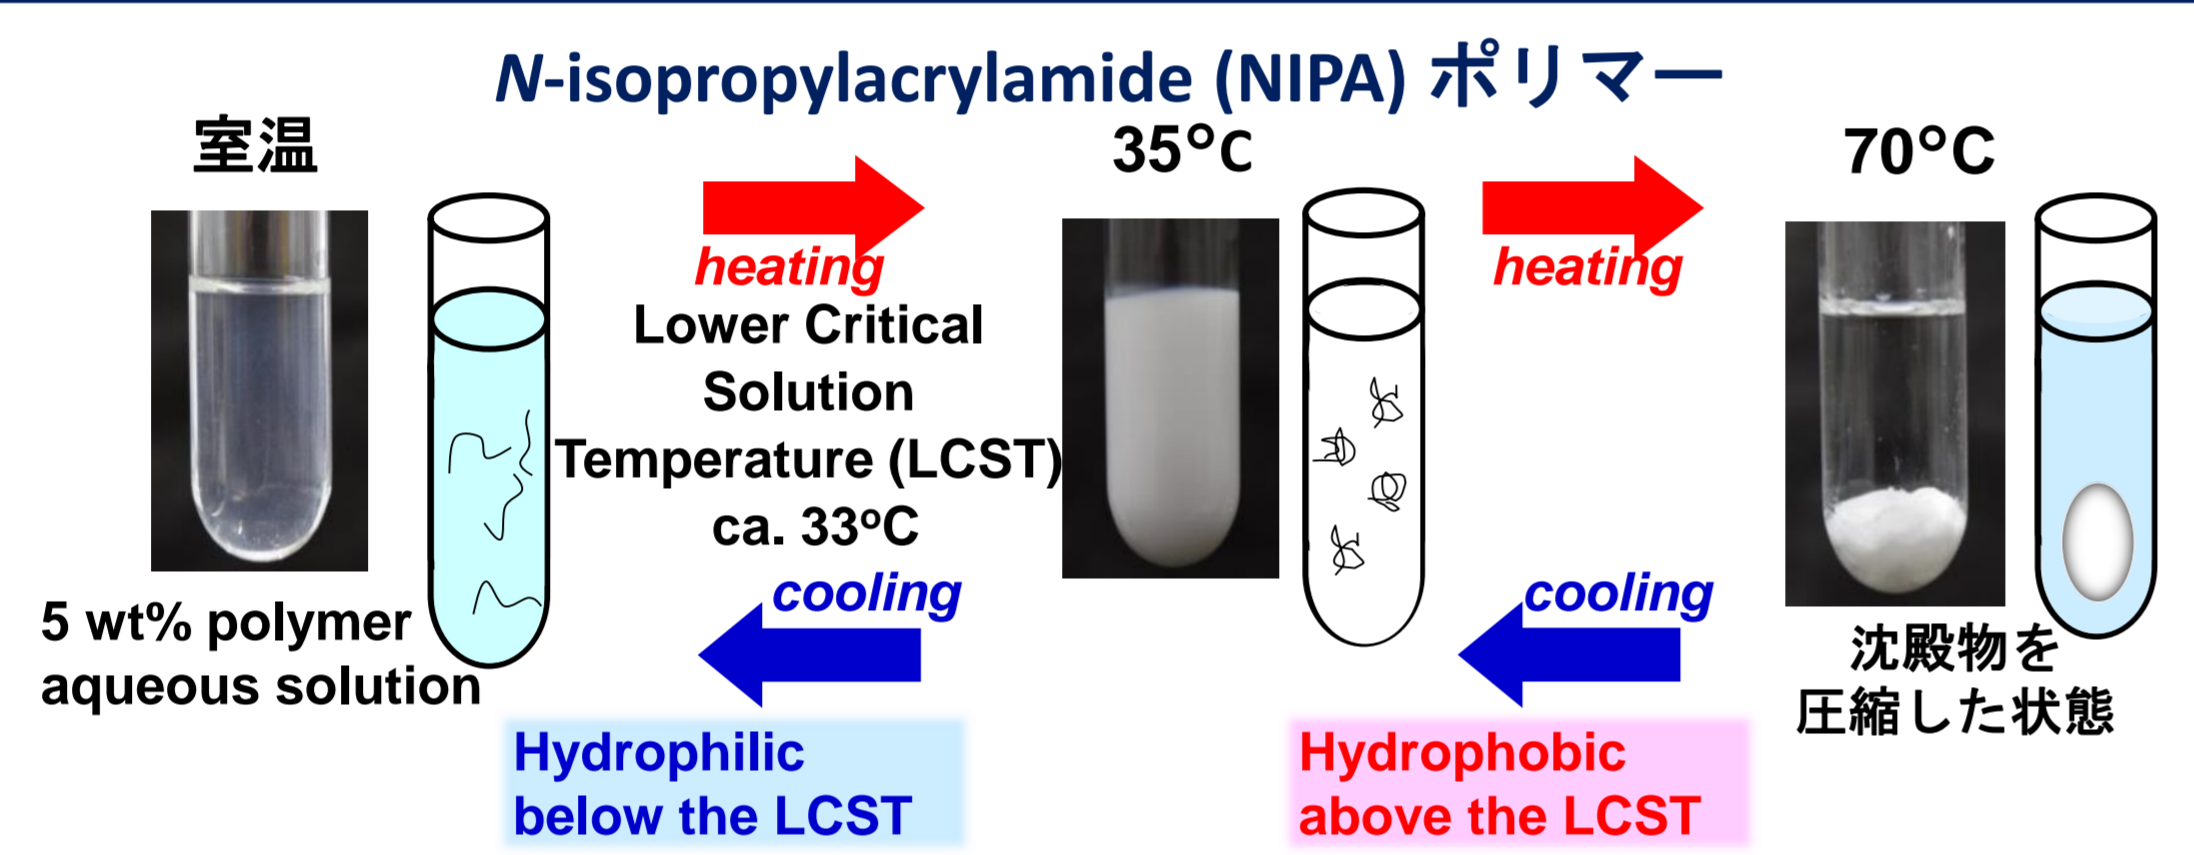 N-isopropylacrylamide (NIPA) ポリマー
室温
35°C
70°C
heating
heating
Lower Critical
Solution
Temperature (LCST)
ca. 33ºC
cooling
cooling
5 wt% polymer
aqueous solution
沈殿物を
圧縮した状態
Hydrophilic
below the LCST
Hydrophobic
above the LCST